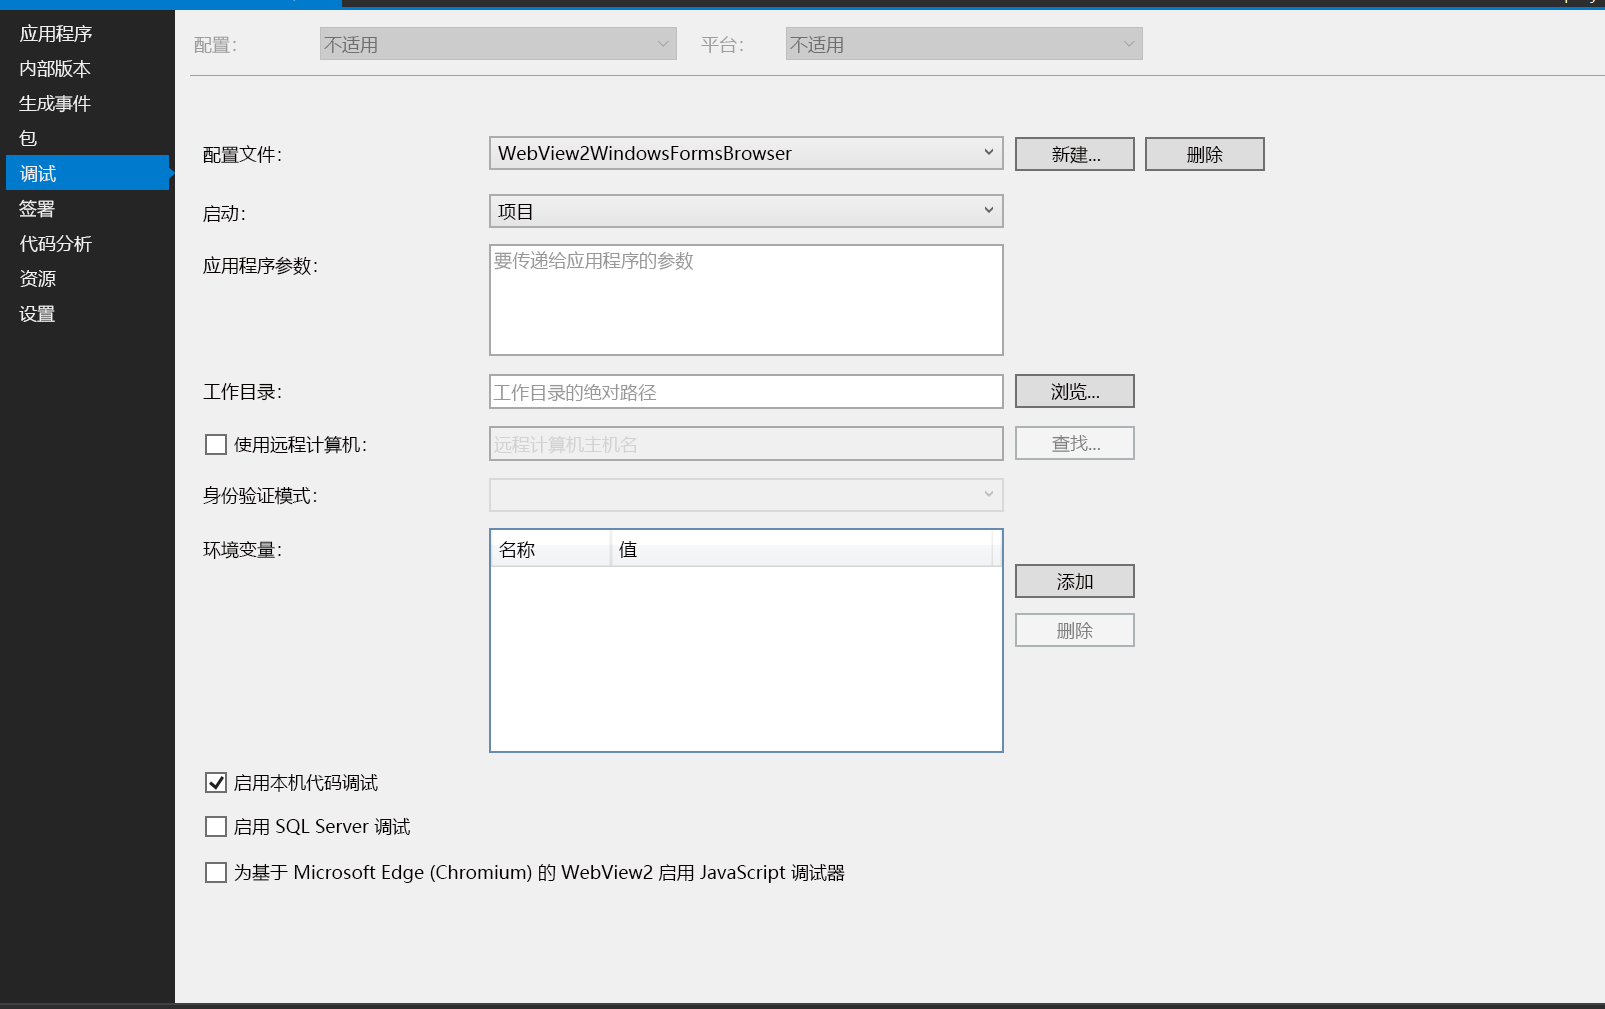 应用程序
内部版本
生成事件
包
调试
签署
代码分析
资源
设置
配置:
不适用
平台:
不适用
配置文件:
WebView2WindowsFormsBrowser
新建...
删除
启动:
项目
应用程序参数:
要传递给应用程序的参数
工作目录:
工作目录的绝对路径
浏览...
使用远程计算机:
远程计算机主机名
查找...
身份验证模式:
环境变量:
名称
值
添加
删除
启用本机代码调试
启用 SQL Server 调试
为基于 Microsoft Edge (Chromium) 的 WebView2 启用 JavaScript 调试器